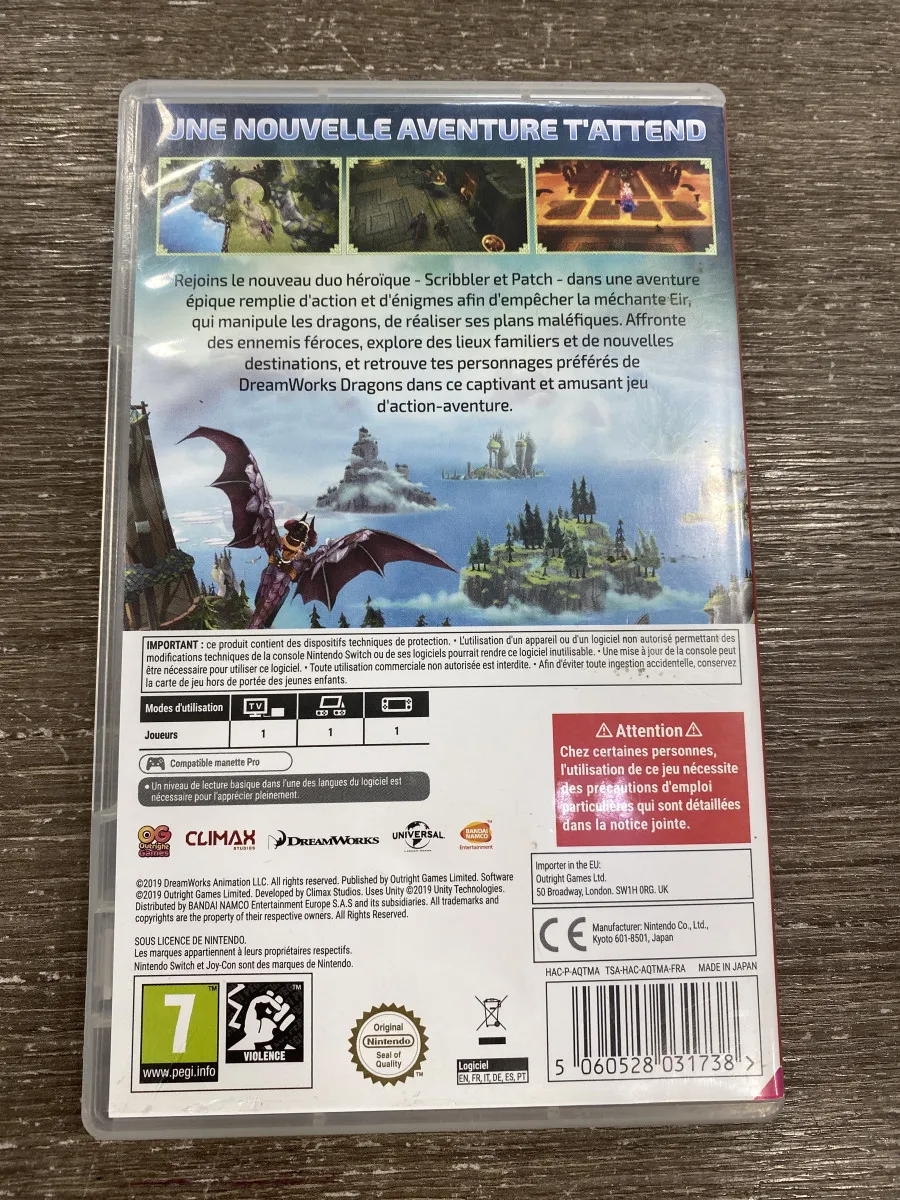 UNE NOUVELLE AVENTURE T'ATTEND
Rejoins le nouveau duo héroïque - Scribbler et Patch - dans une aventure
épique remplie d'action et d'énigmes afin d'empêcher la méchante Eir,
qui manipule les dragons, de réaliser ses plans maléfiques. Affronte
des ennemis féroces, explore des lieux familiers et de nouvelles
destinations, et retrouve tes personnages préférés de
DreamWorks Dragons dans ce captivant et amusant jeu
d'action-aventure.
IMPORTANT : ce produit contient des dispositifs techniques de protection. • L'utilisation d'un appareil ou d'un logiciel non autorisé permettant des
modifications techniques de la console Nintendo Switch ou de ses logiciels pourrait rendre ce logiciel inutilisable. • Une mise à jour de la console peut
être nécessaire pour utiliser ce logiciel. • Toute utilisation commerciale non autorisée est interdite. • Afin d'éviter toute ingestion accidentelle, conservez
la carte de jeu hors de portée des jeunes enfants.
Modes d'utilisation TV
Joueurs 1 1 1
Compatible manette Pro
• Un niveau de lecture basique dans l'une des langues du logiciel est
nécessaire pour l'apprécier pleinement.
⚠ Attention ⚠
Chez certaines personnes,
l'utilisation de ce jeu nécessite
des précautions d'emploi
particulières qui sont détaillées
dans la notice jointe.
OG Outright Games CLIMAX STUDIOS DREAMWORKS UNIVERSAL BANDAI NAMCO Entertainment
Importer in the EU:
Outright Games Ltd.
50 Broadway, London. SW1H 0RG. UK
©2019 DreamWorks Animation LLC. All rights reserved. Published by Outright Games Limited. Software
©2019 Outright Games Limited. Developed by Climax Studios. Uses Unity ©2019 Unity Technologies.
Distributed by BANDAI NAMCO Entertainment Europe S.A.S and its subsidiaries. All trademarks and
copyrights are the property of their respective owners. All Rights Reserved.
CE Manufacturer: Nintendo Co., Ltd.,
Kyoto 601-8501, Japan
SOUS LICENCE DE NINTENDO.
Les marques appartiennent à leurs propriétaires respectifs.
Nintendo Switch et Joy-Con sont des marques de Nintendo.
HAC-P-AQTMA TSA-HAC-AQTMA-FRA MADE IN JAPAN
7 TM
www.pegi.info
TM
VIOLENCE
Original
Nintendo
Seal of
Quality
TM
Logiciel
EN, FR, IT, DE, ES, PT
5 060528 031738 >